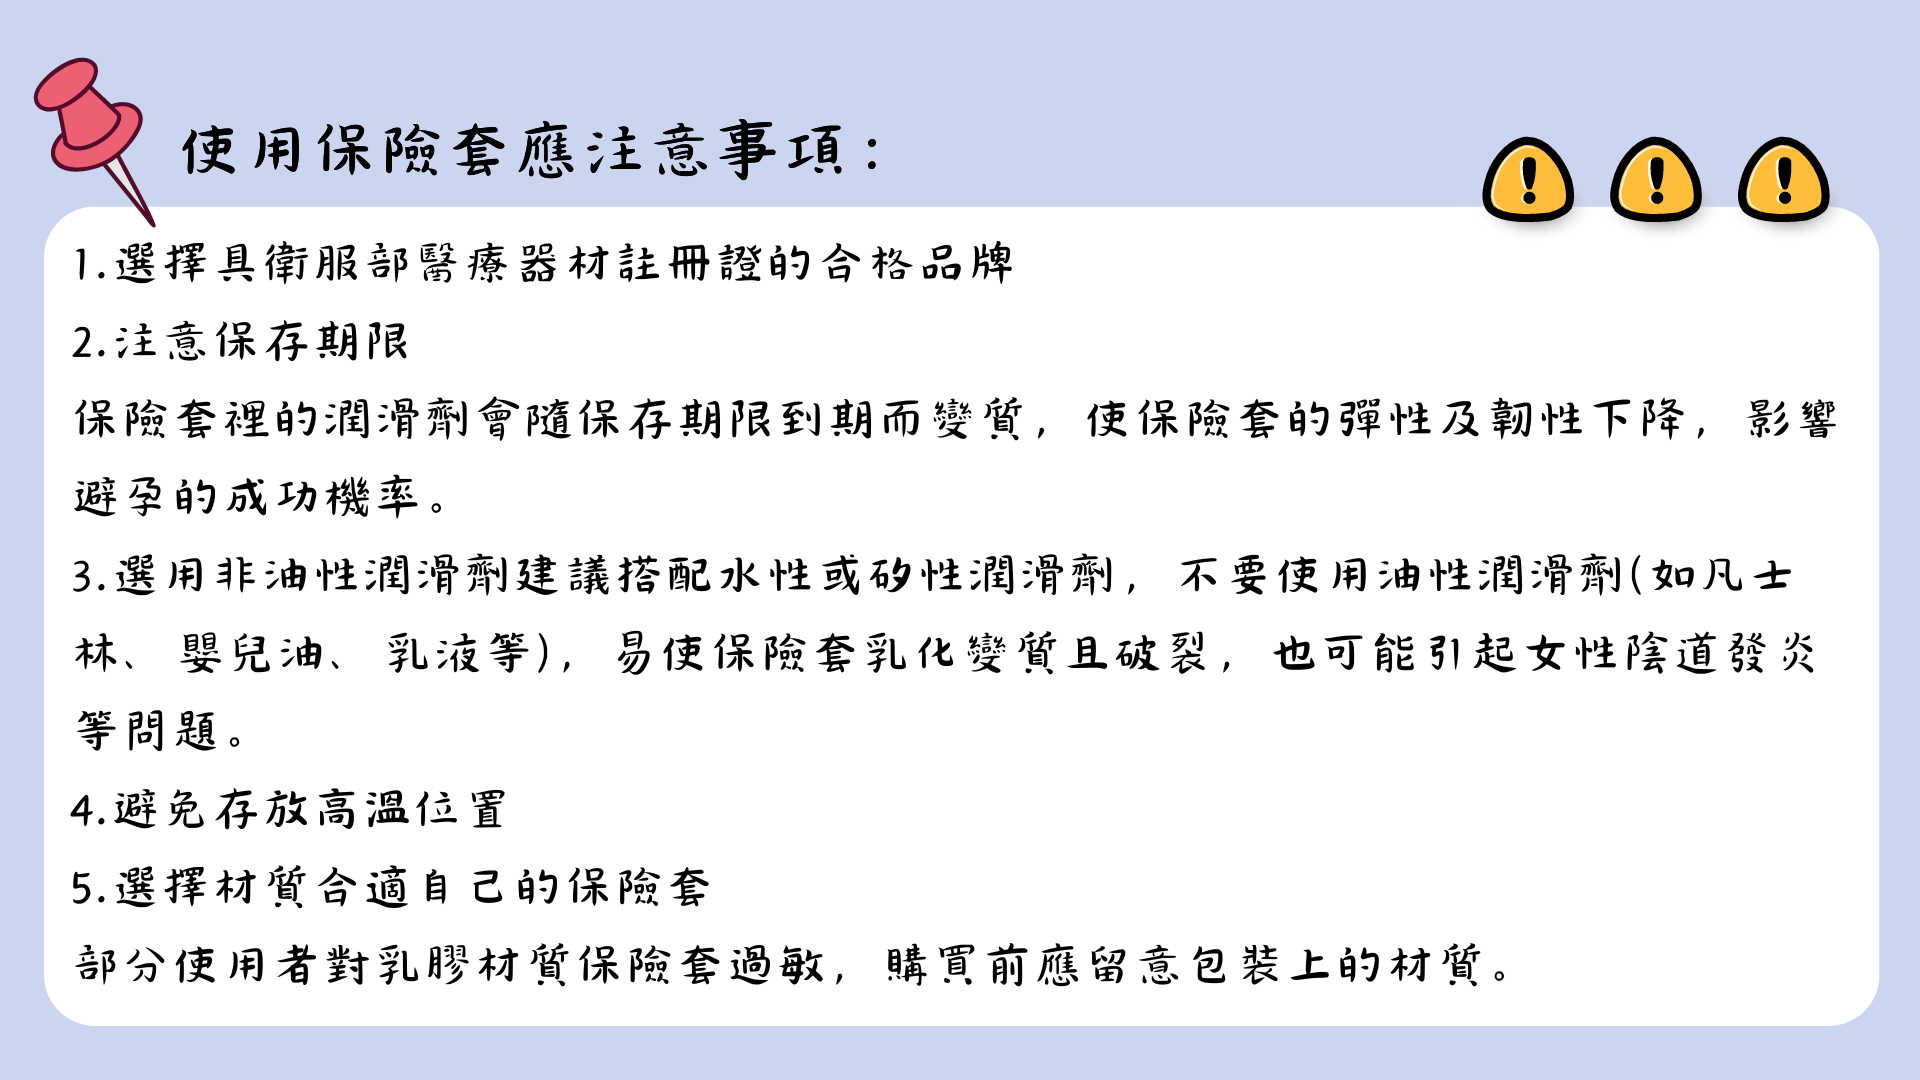 使用保險套應注意事項：
1.選擇具衛服部醫療器材註冊證的合格品牌
2.注意保存期限
保險套裡的潤滑劑會隨保存期限到期而變質，使保險套的彈性及韌性下降，影響
避孕的成功機率。
3.選用非油性潤滑劑建議搭配水性或矽性潤滑劑，不要使用油性潤滑劑(如凡士
林、嬰兒油、乳液等)，易使保險套乳化變質且破裂，也可能引起女性陰道發炎
等問題。
4.避免存放高溫位置
5.選擇材質合適自己的保險套
部分使用者對乳膠材質保險套過敏，購買前應留意包裝上的材質。